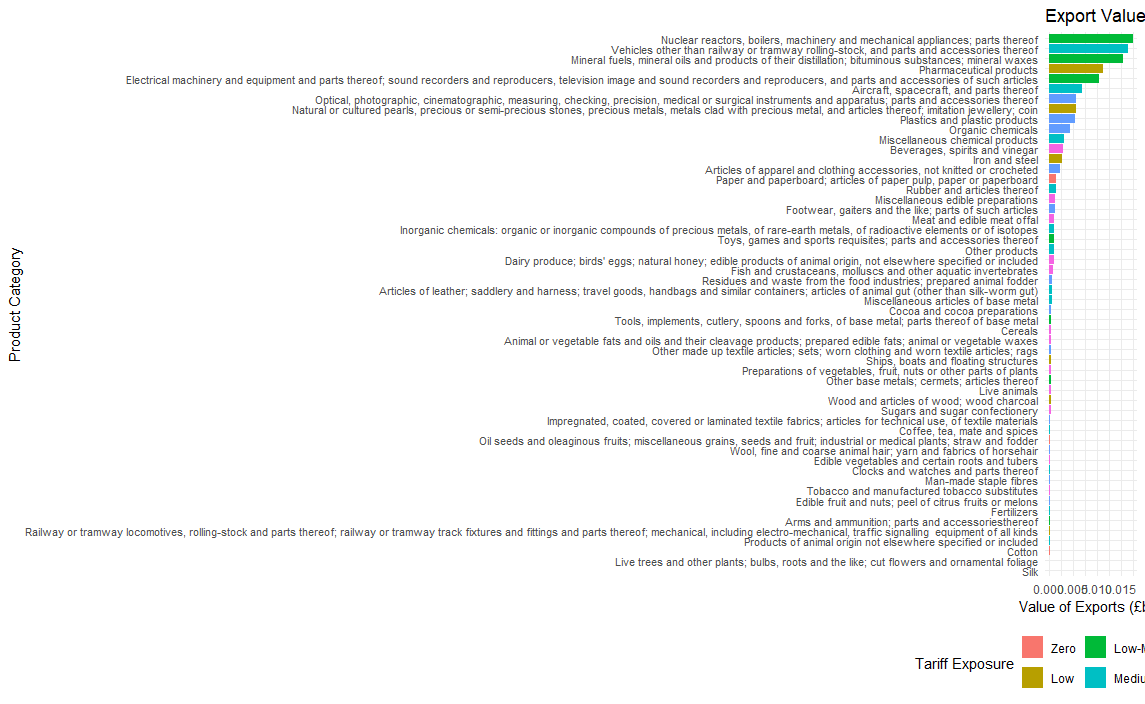 Export Value
Nuclear reactors, boilers, machinery and mechanical appliances; parts thereof
Vehicles other than railway or tramway rolling-stock, and parts and accessories thereof
Mineral fuels, mineral oils and products of their distillation; bituminous substances; mineral waxes
Pharmaceutical products
Electrical machinery and equipment and parts thereof; sound recorders and reproducers, television image and sound recorders and reproducers, and parts and accessories of such articles
Aircraft, spacecraft, and parts thereof
Optical, photographic, cinematographic, measuring, checking, precision, medical or surgical instruments and apparatus; parts and accessories thereof
Natural or cultured pearls, precious or semi-precious stones, precious metals, metals clad with precious metal, and articles thereof; imitation jewellery; coin
Plastics and plastic products
Organic chemicals
Miscellaneous chemical products
Beverages, spirits and vinegar
Iron and steel
Articles of apparel and clothing accessories, not knitted or crocheted
Paper and paperboard; articles of paper pulp, paper or paperboard
Rubber and articles thereof
Miscellaneous edible preparations
Footwear, gaiters and the like; parts of such articles
Meat and edible meat offal
Inorganic chemicals: organic or inorganic compounds of precious metals, of rare-earth metals, of radioactive elements or of isotopes
Toys, games and sports requisites; parts and accessories thereof
Other products
Dairy produce; birds' eggs; natural honey; edible products of animal origin, not elsewhere specified or included
Fish and crustaceans, molluscs and other aquatic invertebrates
Residues and waste from the food industries; prepared animal fodder
Articles of leather; saddlery and harness; travel goods, handbags and similar containers; articles of animal gut (other than silk-worm gut)
Miscellaneous articles of base metal
Cocoa and cocoa preparations
Tools, implements, cutlery, spoons and forks, of base metal; parts thereof of base metal
Cereals
Animal or vegetable fats and oils and their cleavage products; prepared edible fats; animal or vegetable waxes
Other made up textile articles; sets; worn clothing and worn textile articles; rags
Ships, boats and floating structures
Preparations of vegetables, fruit, nuts or other parts of plants
Other base metals; cermets; articles thereof
Live animals
Wood and articles of wood; wood charcoal
Sugars and sugar confectionery
Impregnated, coated, covered or laminated textile fabrics; articles for technical use, of textile materials
Coffee, tea, mate and spices
Oil seeds and oleaginous fruits; miscellaneous grains, seeds and fruit; industrial or medical plants; straw and fodder
Wool, fine and coarse animal hair; yarn and fabrics of horsehair
Edible vegetables and certain roots and tubers
Clocks and watches and parts thereof
Man-made staple fibres
Tobacco and manufactured tobacco substitutes
Edible fruit and nuts; peel of citrus fruits or melons
Fertilizers
Arms and ammunition; parts and accessoriesthereof
Railway or tramway locomotives, rolling-stock and parts thereof; railway or tramway track fixtures and fittings and parts thereof; mechanical, including electro-mechanical, traffic signalling equipment of all kinds
Products of animal origin not elsewhere specified or included
Cotton
Live trees and other plants; bulbs, roots and the like; cut flowers and ornamental foliage
Silk
Product Category
0.000 0.005 0.010 0.015
Value of Exports (£b
Tariff Exposure
Zero
Low-M
Low
Mediu